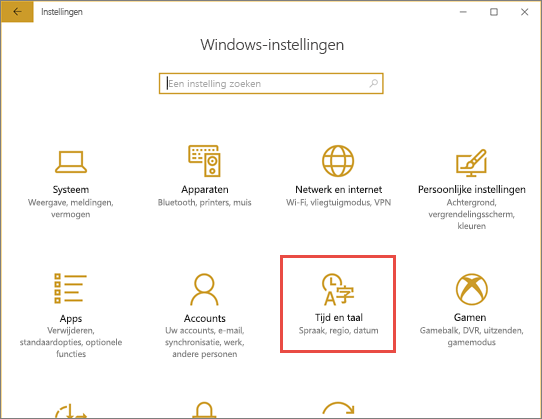 Instellingen
Windows-instellingen
Een instelling zoeken
Systeem
Weergave, meldingen,
vermogen
Apparaten
Bluetooth, printers, muis
Netwerk en internet
Wi-Fi, vliegtuigmodus, VPN
Persoonlijke instellingen
Achtergrond,
vergrendelingsscherm,
kleuren
Apps
Verwijderen,
standaardopties, optionele
functies
Accounts
Uw accounts, e-mail,
synchronisatie, werk,
andere personen
A字
Tijd en taal
Spraak, regio, datum
Gamen
Gamebalk, DVR, uitzenden,
gamemodus